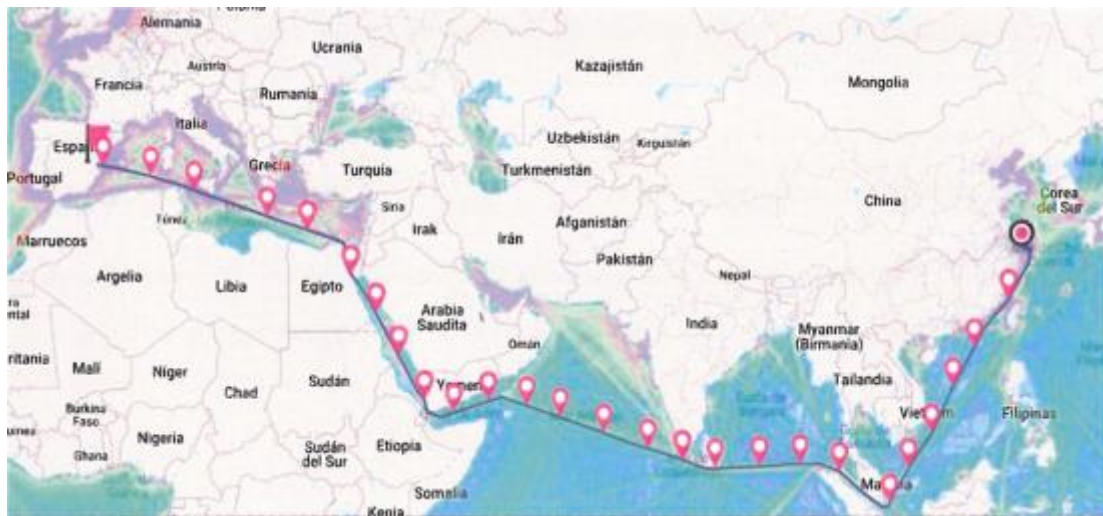 Alemania
Ucrania
Kazajistán
Mongolia
Austria
Francia
Rumania
Italia
Uzbekistán
Kirguistán
Espa
Grecia
Turquía
Turkmenistán
Portugal
Corea
del Sur
China
Siria
Túnez
Afganistán
Marruecos
Irak
Irán
Pakistán
Nepal
Argelia
Libia
Egipto
Arabia
Saudita
India
Omán
Myanmar
(Birmania)
ritania
Malí
Níger
Chad
Sudán
Yemen
Tailandia
Burkina
Faso
Vietnam
Filipinas
Nigeria
Ghana
Sudán
del Sur
Etiopía
Somalia
Kenia